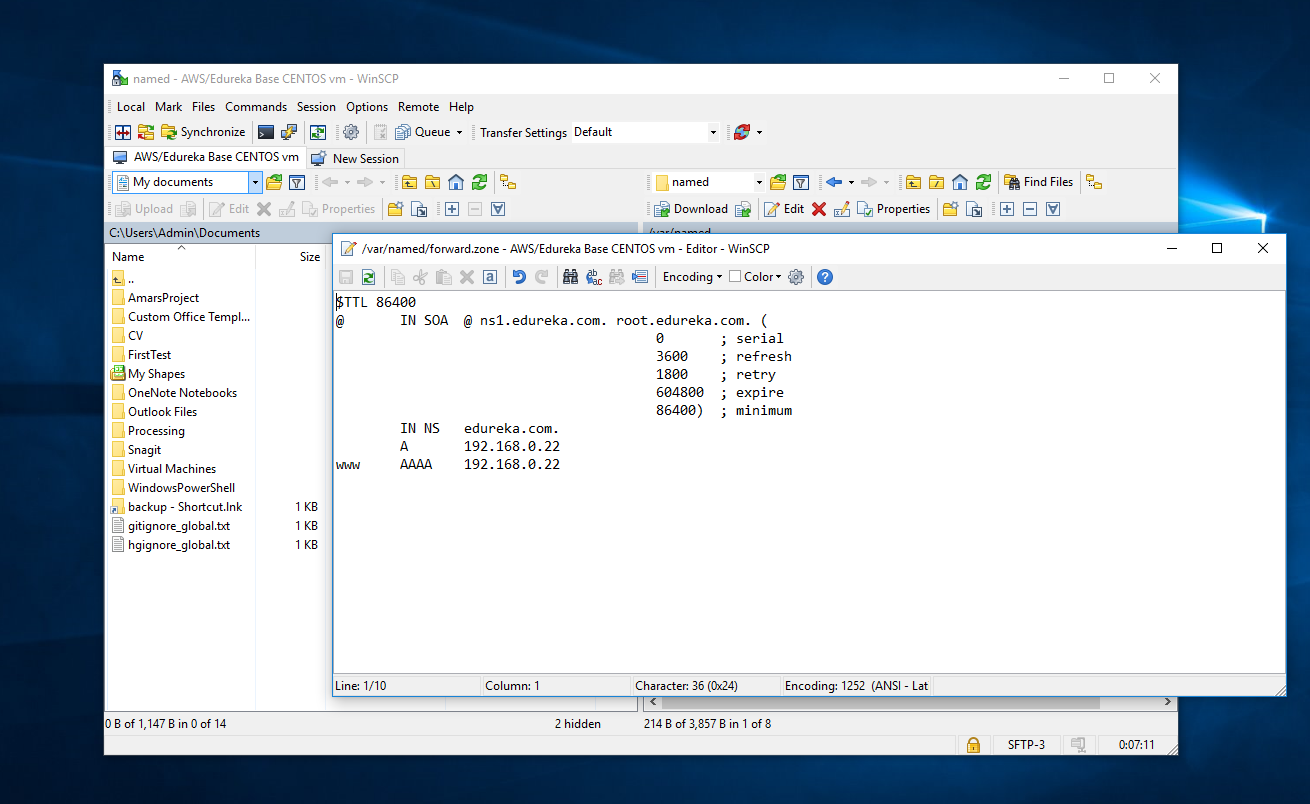 named - AWS/Edureka Base CENTOS vm - WinSCP
Local Mark Files Commands Session Options Remote Help
Synchronize Queue Transfer Settings Default
AWS/Edureka Base CENTOS vm New Session
My documents named Find Files
Upload Edit Properties Download Edit Properties
C:\Users\Admin\Documents /var/named
Name Size
..
AmarsProject
Custom Office Templ...
CV
FirstTest
My Shapes
OneNote Notebooks
Outlook Files
Processing
Snagit
Virtual Machines
WindowsPowerShell
backup - Shortcut.lnk 1 KB
gitignore_global.txt 1 KB
hgignore_global.txt 1 KB
/var/named/forward.zone - AWS/Edureka Base CENTOS vm - Editor - WinSCP
Encoding Color
$TTL 86400
@ IN SOA @ ns1.edureka.com. root.edureka.com. (
0 ; serial
3600 ; refresh
1800 ; retry
604800 ; expire
86400) ; minimum
IN NS edureka.com.
A 192.168.0.22
www AAAA 192.168.0.22
Line: 1/10 Column: 1 Character: 36 (0x24) Encoding: 1252 (ANSI - Lat
0 B of 1,147 B in 0 of 14 2 hidden 214 B of 3,857 B in 1 of 8
SFTP-3 0:07:11